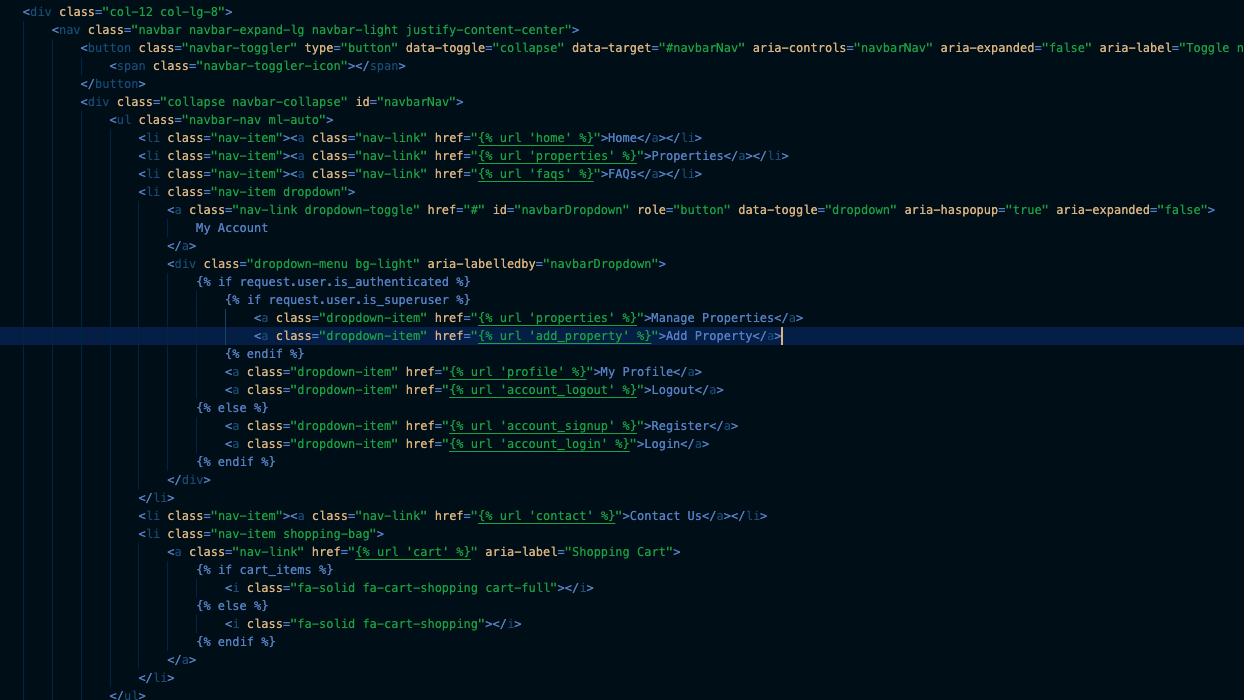 <div class="col-12 col-lg-8">
<nav class="navbar navbar-expand-lg navbar-light justify-content-center">
<button class="navbar-toggler" type="button" data-toggle="collapse" data-target="#navbarNav" aria-controls="navbarNav" aria-expanded="false" aria-label="Toggle n
<span class="navbar-toggler-icon"></span>
</button>
<div class="collapse navbar-collapse" id="navbarNav">
<ul class="navbar-nav ml-auto">
<li class="nav-item"><a class="nav-link" href="{% url 'home' %}">Home</a></li>
<li class="nav-item"><a class="nav-link" href="{% url 'properties' %}">Properties</a></li>
<li class="nav-item"><a class="nav-link" href="{% url 'faqs' %}">FAQs</a></li>
<li class="nav-item dropdown">
<a class="nav-link dropdown-toggle" href="#" id="navbarDropdown" role="button" data-toggle="dropdown" aria-haspopup="true" aria-expanded="false">
My Account
</a>
<div class="dropdown-menu bg-light" aria-labelledby="navbarDropdown">
{% if request.user.is_authenticated %}
{% if request.user.is_superuser %}
<a class="dropdown-item" href="{% url 'properties' %}">Manage Properties</a>
<a class="dropdown-item" href="{% url 'add_property' %}">Add Property</a>
{% endif %}
<a class="dropdown-item" href="{% url 'profile' %}">My Profile</a>
<a class="dropdown-item" href="{% url 'account_logout' %}">Logout</a>
{% else %}
<a class="dropdown-item" href="{% url 'account_signup' %}">Register</a>
<a class="dropdown-item" href="{% url 'account_login' %}">Login</a>
{% endif %}
</div>
</li>
<li class="nav-item"><a class="nav-link" href="{% url 'contact' %}">Contact Us</a></li>
<li class="nav-item shopping-bag">
<a class="nav-link" href="{% url 'cart' %}" aria-label="Shopping Cart">
{% if cart_items %}
<i class="fa-solid fa-cart-shopping cart-full"></i>
{% else %}
<i class="fa-solid fa-cart-shopping"></i>
{% endif %}
</a>
</li>
</ul>